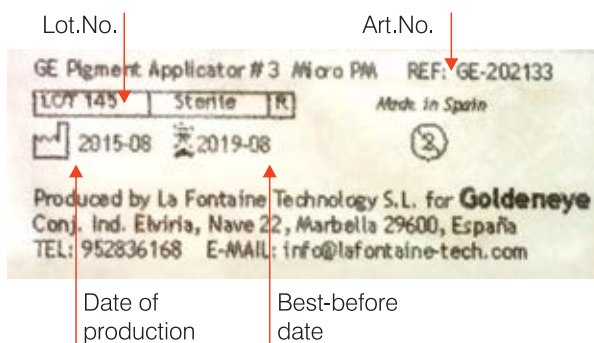 Lot.No. Art.No.
GE Pigment Applicator # 3 Micro PM REF: GE-202133
LOT 145 Sterile R
Made in Spain
2015-08 2019-08
2
Produced by La Fontaine Technology S.L. for Goldeneye
Conj. Ind. Elviria, Nave 22, Marbella 29600, España
TEL: 952836168 E-MAIL: info@lafontaine-tech.com
Date of production
Best-before date